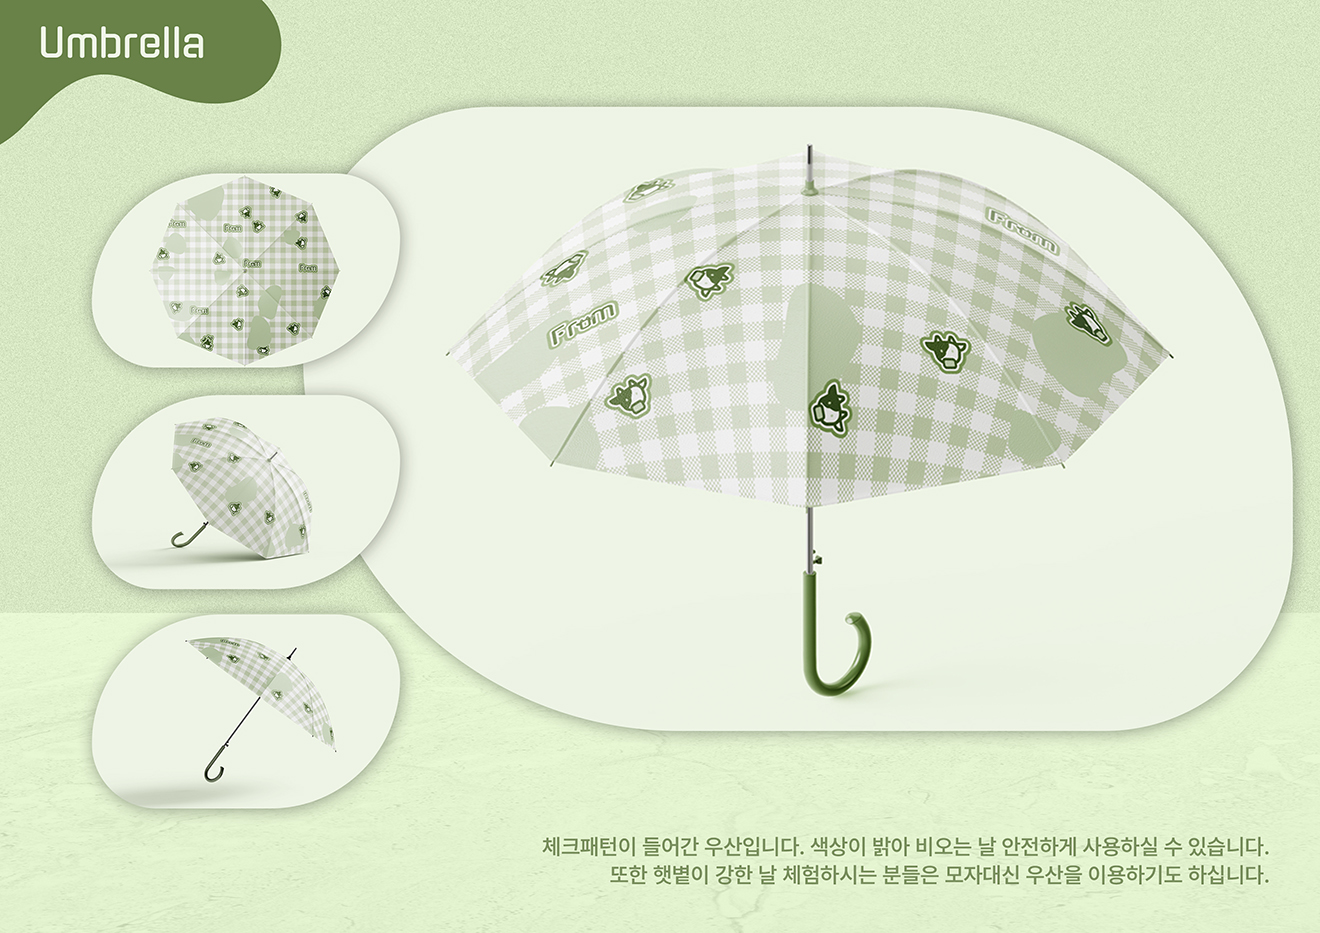 Umbrella
From
From
체크패턴이 들어간 우산입니다. 색상이 밝아 비오는 날 안전하게 사용하실 수 있습니다.
또한 햇볕이 강한 날 체험하시는 분들은 모자대신 우산을 이용하기도 하십니다.